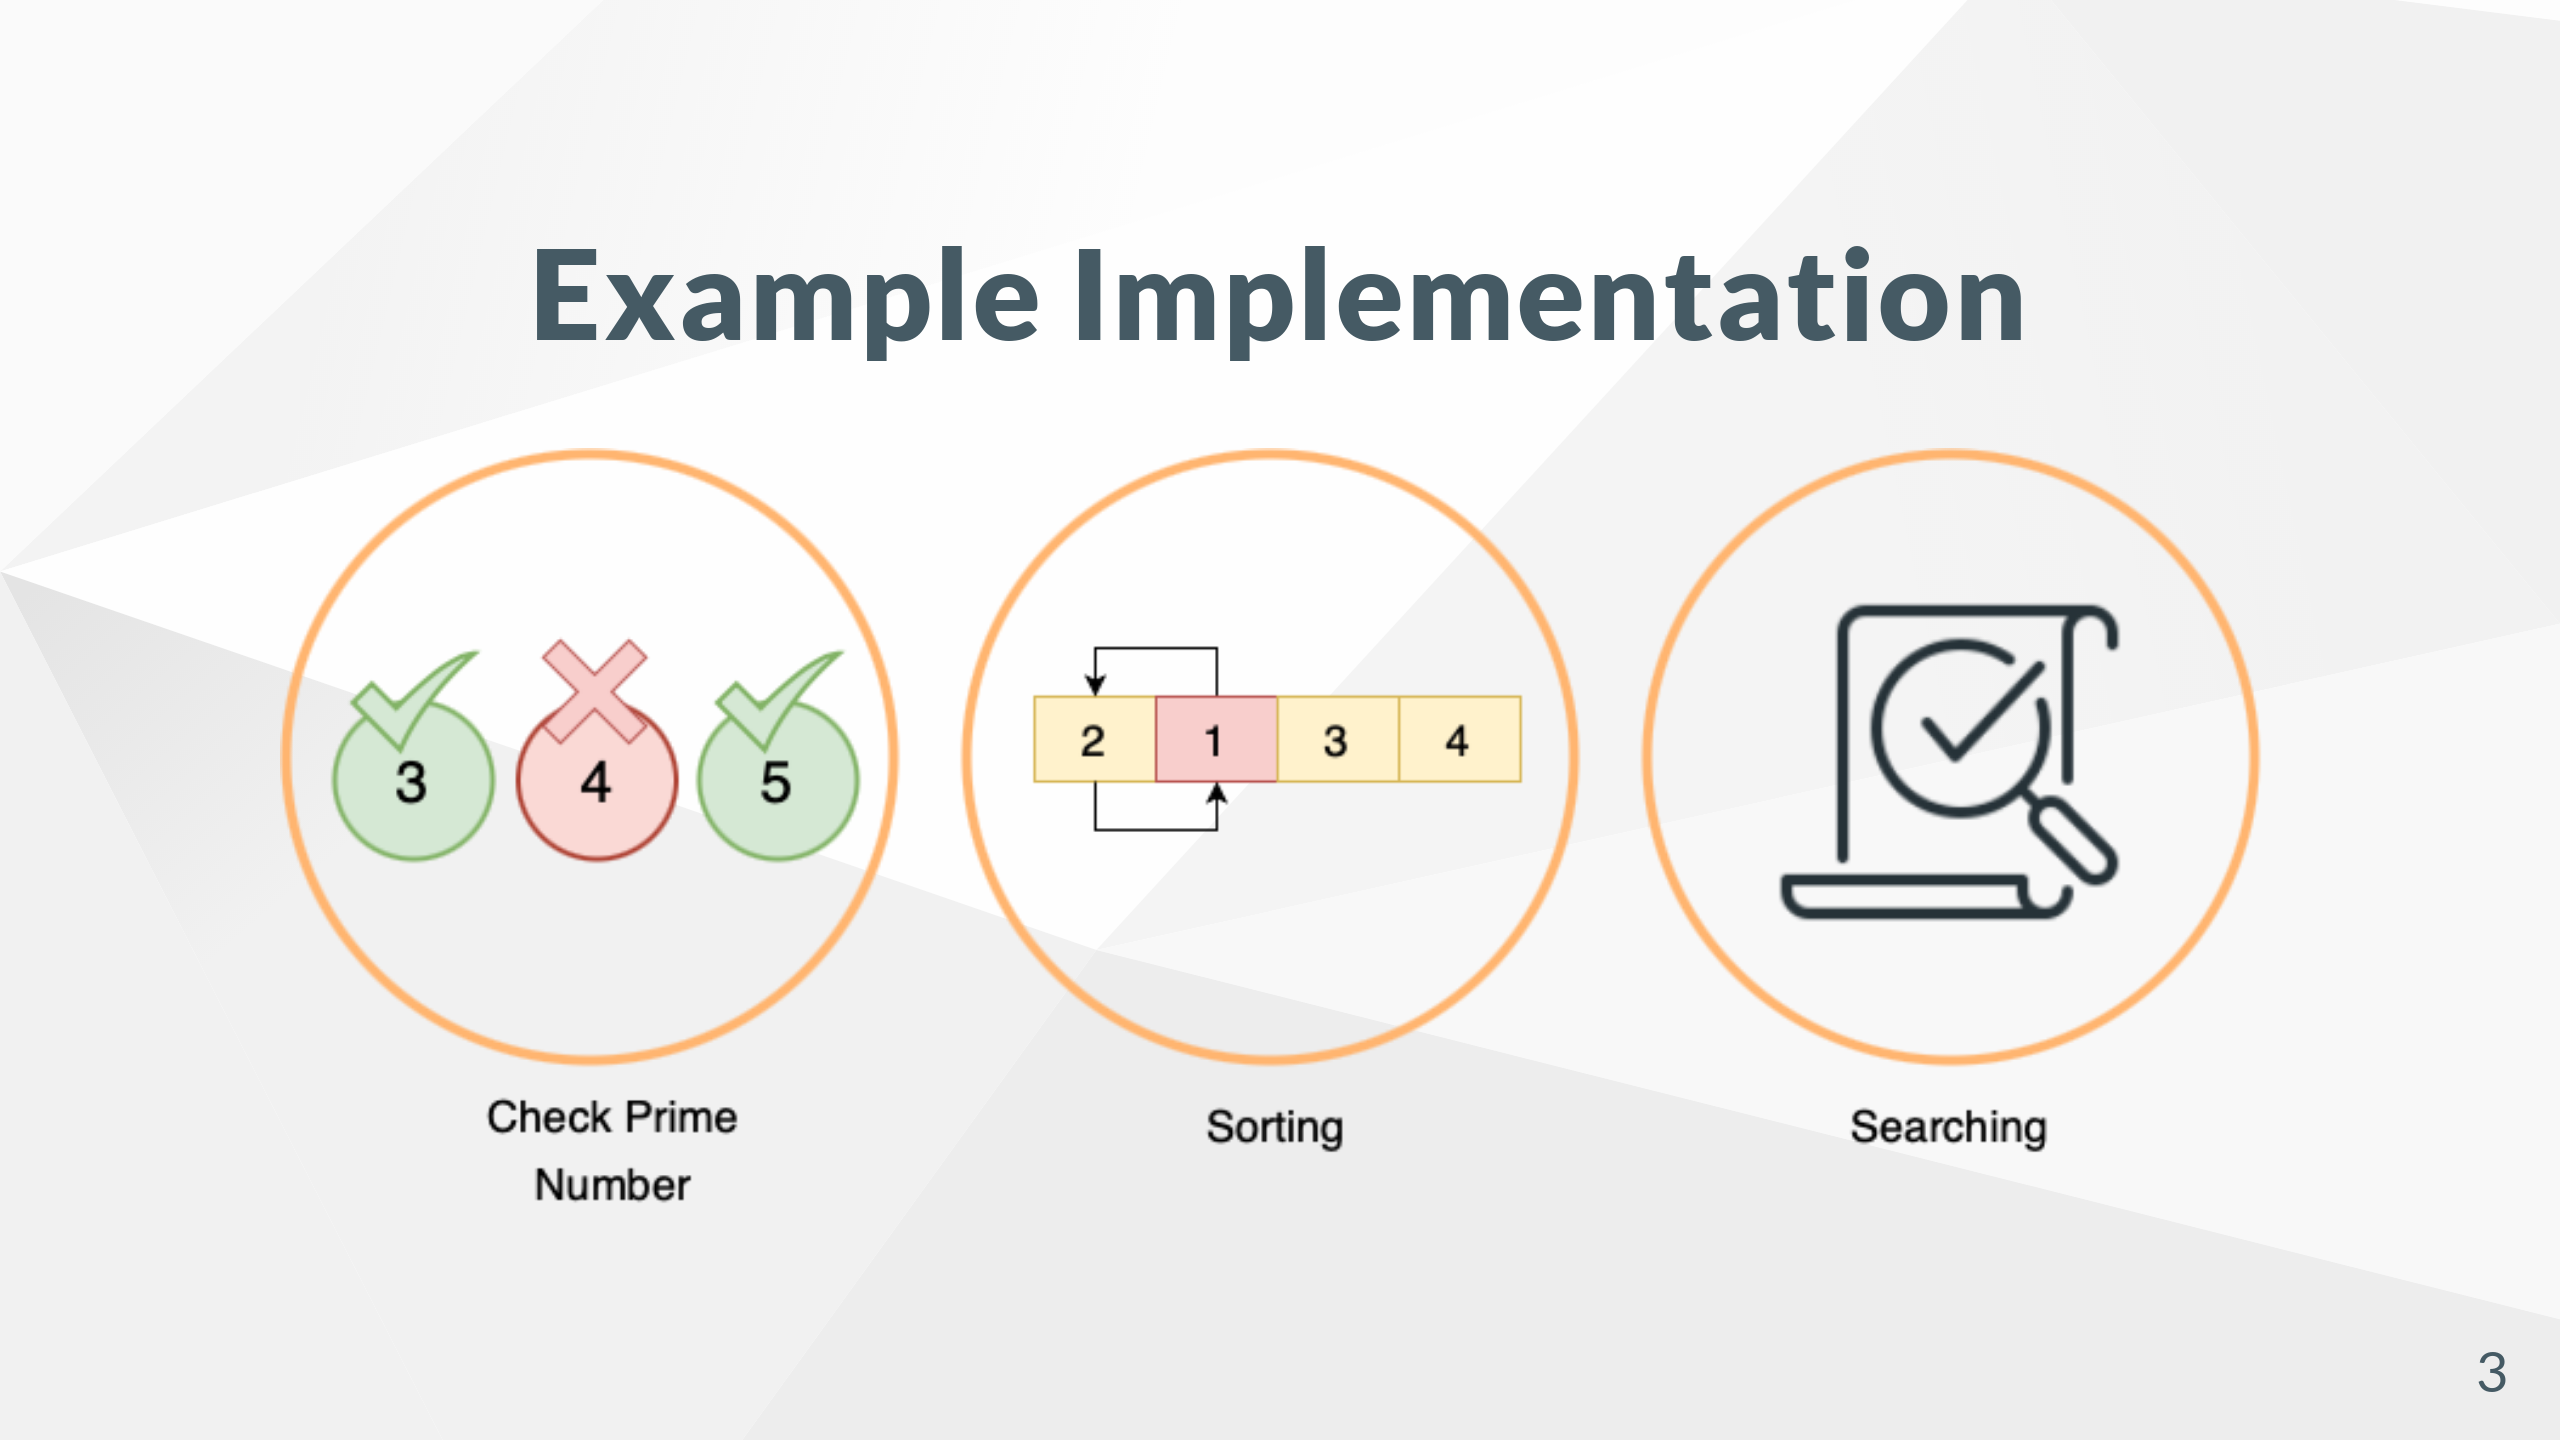 Example Implementation
3 4 5
2 1 3 4
Check Prime
Number
Sorting
Searching
3